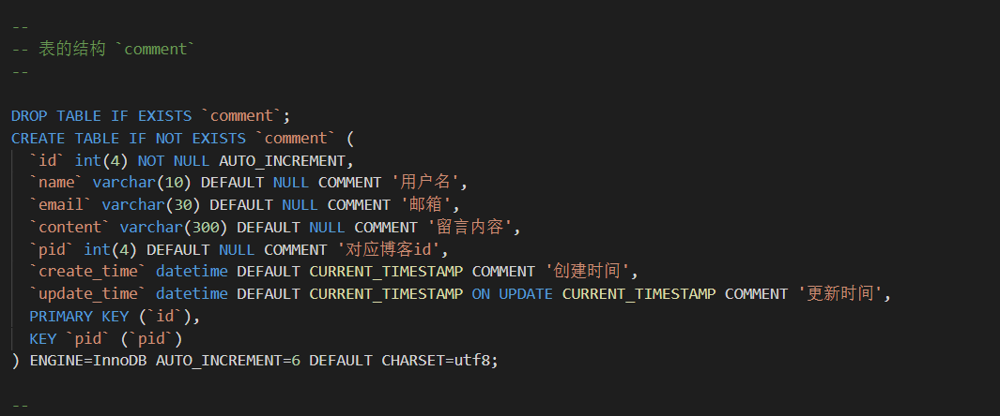 --
-- 表的结构 `comment`
--
DROP TABLE IF EXISTS `comment`;
CREATE TABLE IF NOT EXISTS `comment` (
`id` int(4) NOT NULL AUTO_INCREMENT,
`name` varchar(10) DEFAULT NULL COMMENT '用户名',
`email` varchar(30) DEFAULT NULL COMMENT '邮箱',
`content` varchar(300) DEFAULT NULL COMMENT '留言内容',
`pid` int(4) DEFAULT NULL COMMENT '对应博客id',
`create_time` datetime DEFAULT CURRENT_TIMESTAMP COMMENT '创建时间',
`update_time` datetime DEFAULT CURRENT_TIMESTAMP ON UPDATE CURRENT_TIMESTAMP COMMENT '更新时间',
PRIMARY KEY (`id`),
KEY `pid` (`pid`)
) ENGINE=InnoDB AUTO_INCREMENT=6 DEFAULT CHARSET=utf8;
--